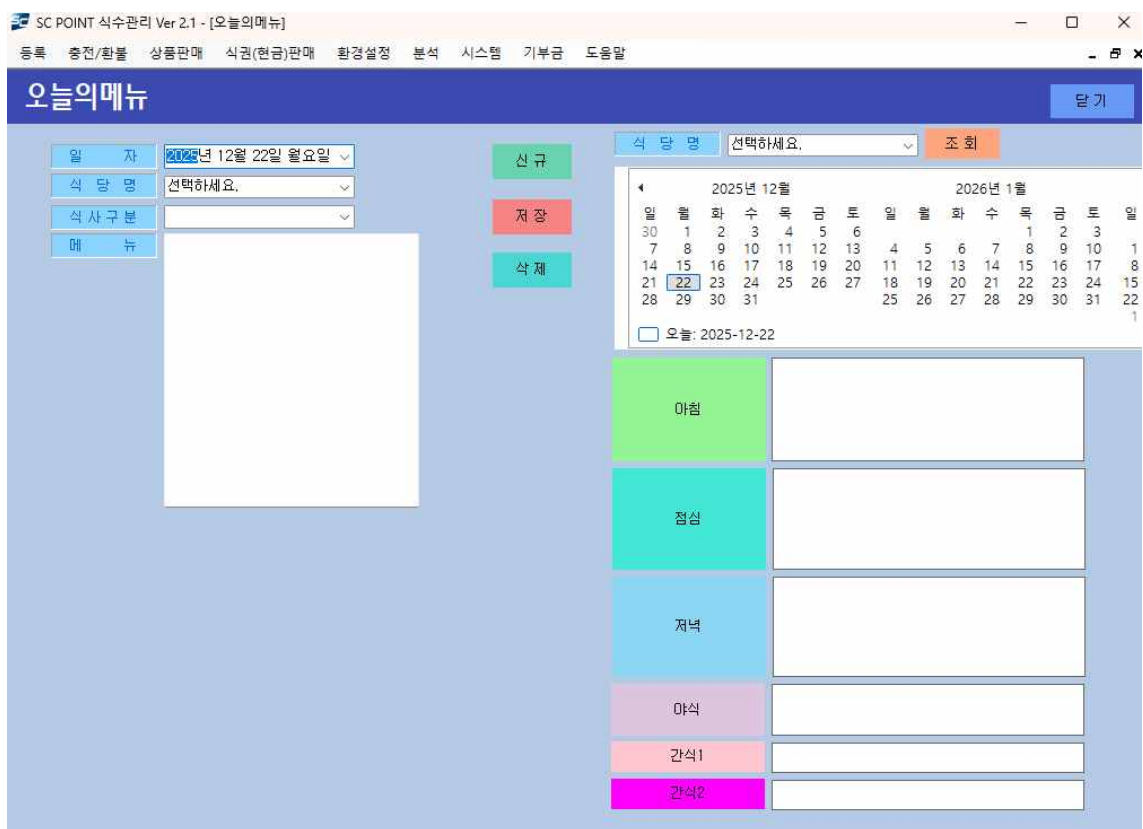 SC POINT 식수관리 Ver 2.1 - [오늘의메뉴]
등록 충전/환불 상품판매 식권(현금)판매 환경설정 분석 시스템 기부금 도움말
오늘의메뉴
닫기
일 자
2025년 12월 22일 월요일
식 당 명
선택하세요.
식사구분
메 뉴
신규
저장
삭제
식 당 명
선택하세요.
조회
2025년 12월
일 월 화 수 목 금 토
30 1 2 3 4 5 6
7 8 9 10 11 12 13
14 15 16 17 18 19 20
21 22 23 24 25 26 27
28 29 30 31
2026년 1월
일 월 화 수 목 금 토
1 2 3
4 5 6 7 8 9 10
11 12 13 14 15 16 17
18 19 20 21 22 23 24
25 26 27 28 29 30 31
일
1
8
15
22
1
오늘: 2025-12-22
아침
점심
저녁
야식
간식1
간식2